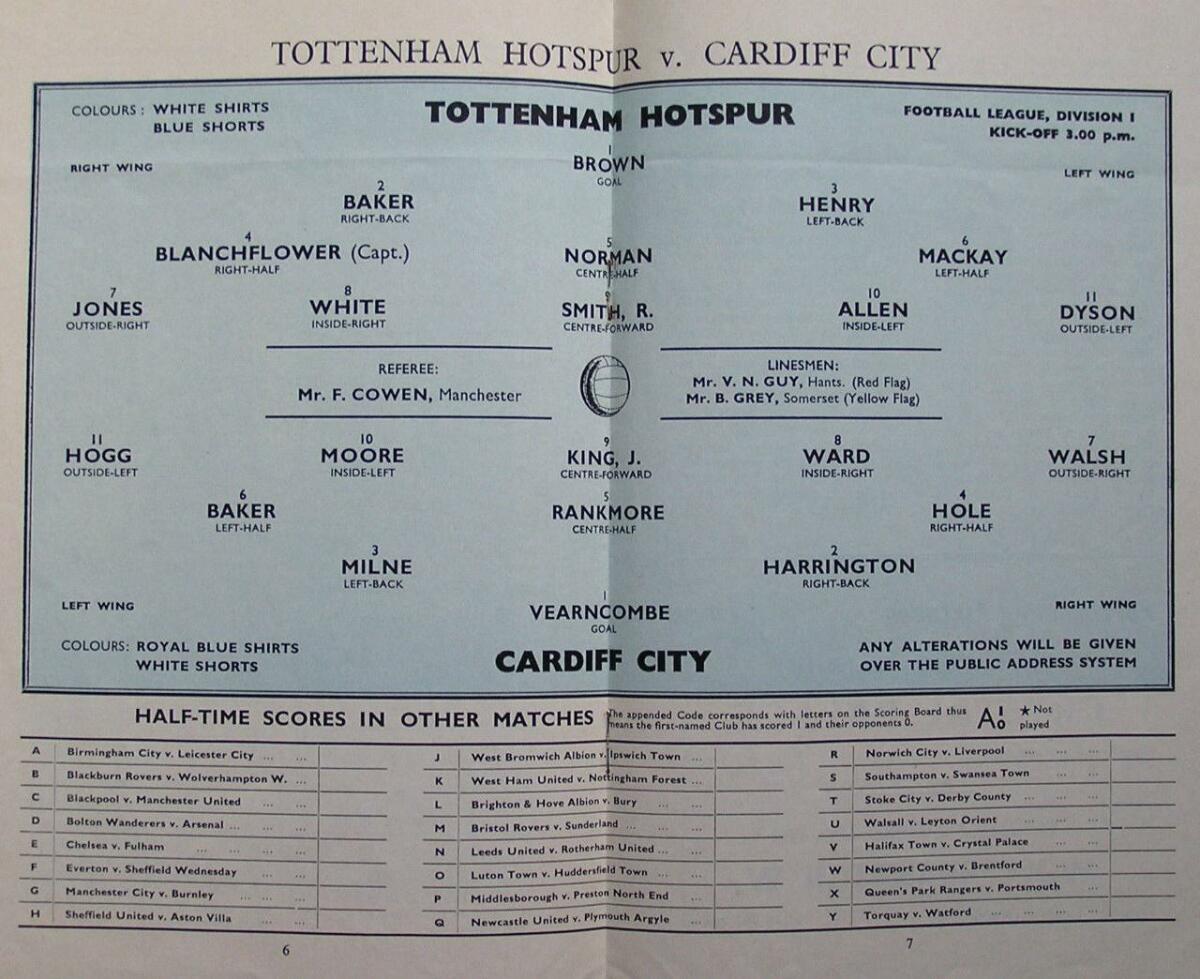 TOTTENHAM HOTSPUR v. CARDIFF CITY
COLOURS : WHITE SHIRTS
BLUE SHORTS
TOTTENHAM HOTSPUR
FOOTBALL LEAGUE, DIVISION 1
KICK-OFF 3.00 p.m.
RIGHT WING
LEFT WING
1
BROWN
GOAL
2
BAKER
RIGHT-BACK
3
HENRY
LEFT-BACK
4
BLANCHFLOWER (Capt.)
RIGHT-HALF
5
NORMAN
CENTRE-HALF
6
MACKAY
LEFT-HALF
7
JONES
OUTSIDE-RIGHT
8
WHITE
INSIDE-RIGHT
9
SMITH, R.
CENTRE-FORWARD
10
ALLEN
INSIDE-LEFT
11
DYSON
OUTSIDE-LEFT
REFEREE:
Mr. F. COWEN, Manchester
LINESMEN:
Mr. V. N. GUY, Hants. (Red Flag)
Mr. B. GREY, Somerset (Yellow Flag)
11
HOGG
OUTSIDE-LEFT
10
MOORE
INSIDE-LEFT
9
KING, J.
CENTRE-FORWARD
8
WARD
INSIDE-RIGHT
7
WALSH
OUTSIDE-RIGHT
6
BAKER
LEFT-HALF
5
RANKMORE
CENTRE-HALF
4
HOLE
RIGHT-HALF
3
MILNE
LEFT-BACK
2
HARRINGTON
RIGHT-BACK
1
VEARNCOMBE
GOAL
LEFT WING
RIGHT WING
COLOURS: ROYAL BLUE SHIRTS
WHITE SHORTS
CARDIFF CITY
ANY ALTERATIONS WILL BE GIVEN
OVER THE PUBLIC ADDRESS SYSTEM
HALF-TIME SCORES IN OTHER MATCHES
The appended Code corresponds with letters on the Scoring Board thus
means the first-named Club has scored 1 and their opponents 0.
A 1 0
★ Not
played
A Birmingham City v. Leicester City ... ...
B Blackburn Rovers v. Wolverhampton W. ...
C Blackpool v. Manchester United ... ...
D Bolton Wanderers v. Arsenal ... ... ...
E Chelsea v. Fulham ... ... ... ...
F Everton v. Sheffield Wednesday ... ...
G Manchester City v. Burnley ... ... ...
H Sheffield United v. Aston Villa ... ...
J West Bromwich Albion v. Ipswich Town ...
K West Ham United v. Nottingham Forest ...
L Brighton & Hove Albion v. Bury ... ...
M Bristol Rovers v. Sunderland ... ... ...
N Leeds United v. Rotherham United ... ...
O Luton Town v. Huddersfield Town ... ...
P Middlesborough v. Preston North End ...
Q Newcastle United v. Plymouth Argyle ...
R Norwich City v. Liverpool ... ... ...
S Southampton v. Swansea Town ... ...
T Stoke City v. Derby County ... ... ...
U Walsall v. Leyton Orient ... ... ...
V Halifax Town v. Crystal Palace ... ...
W Newport County v. Brentford ... ...
X Queen's Park Rangers v. Portsmouth ...
Y Torquay v. Watford ... ... ... ...
6
7